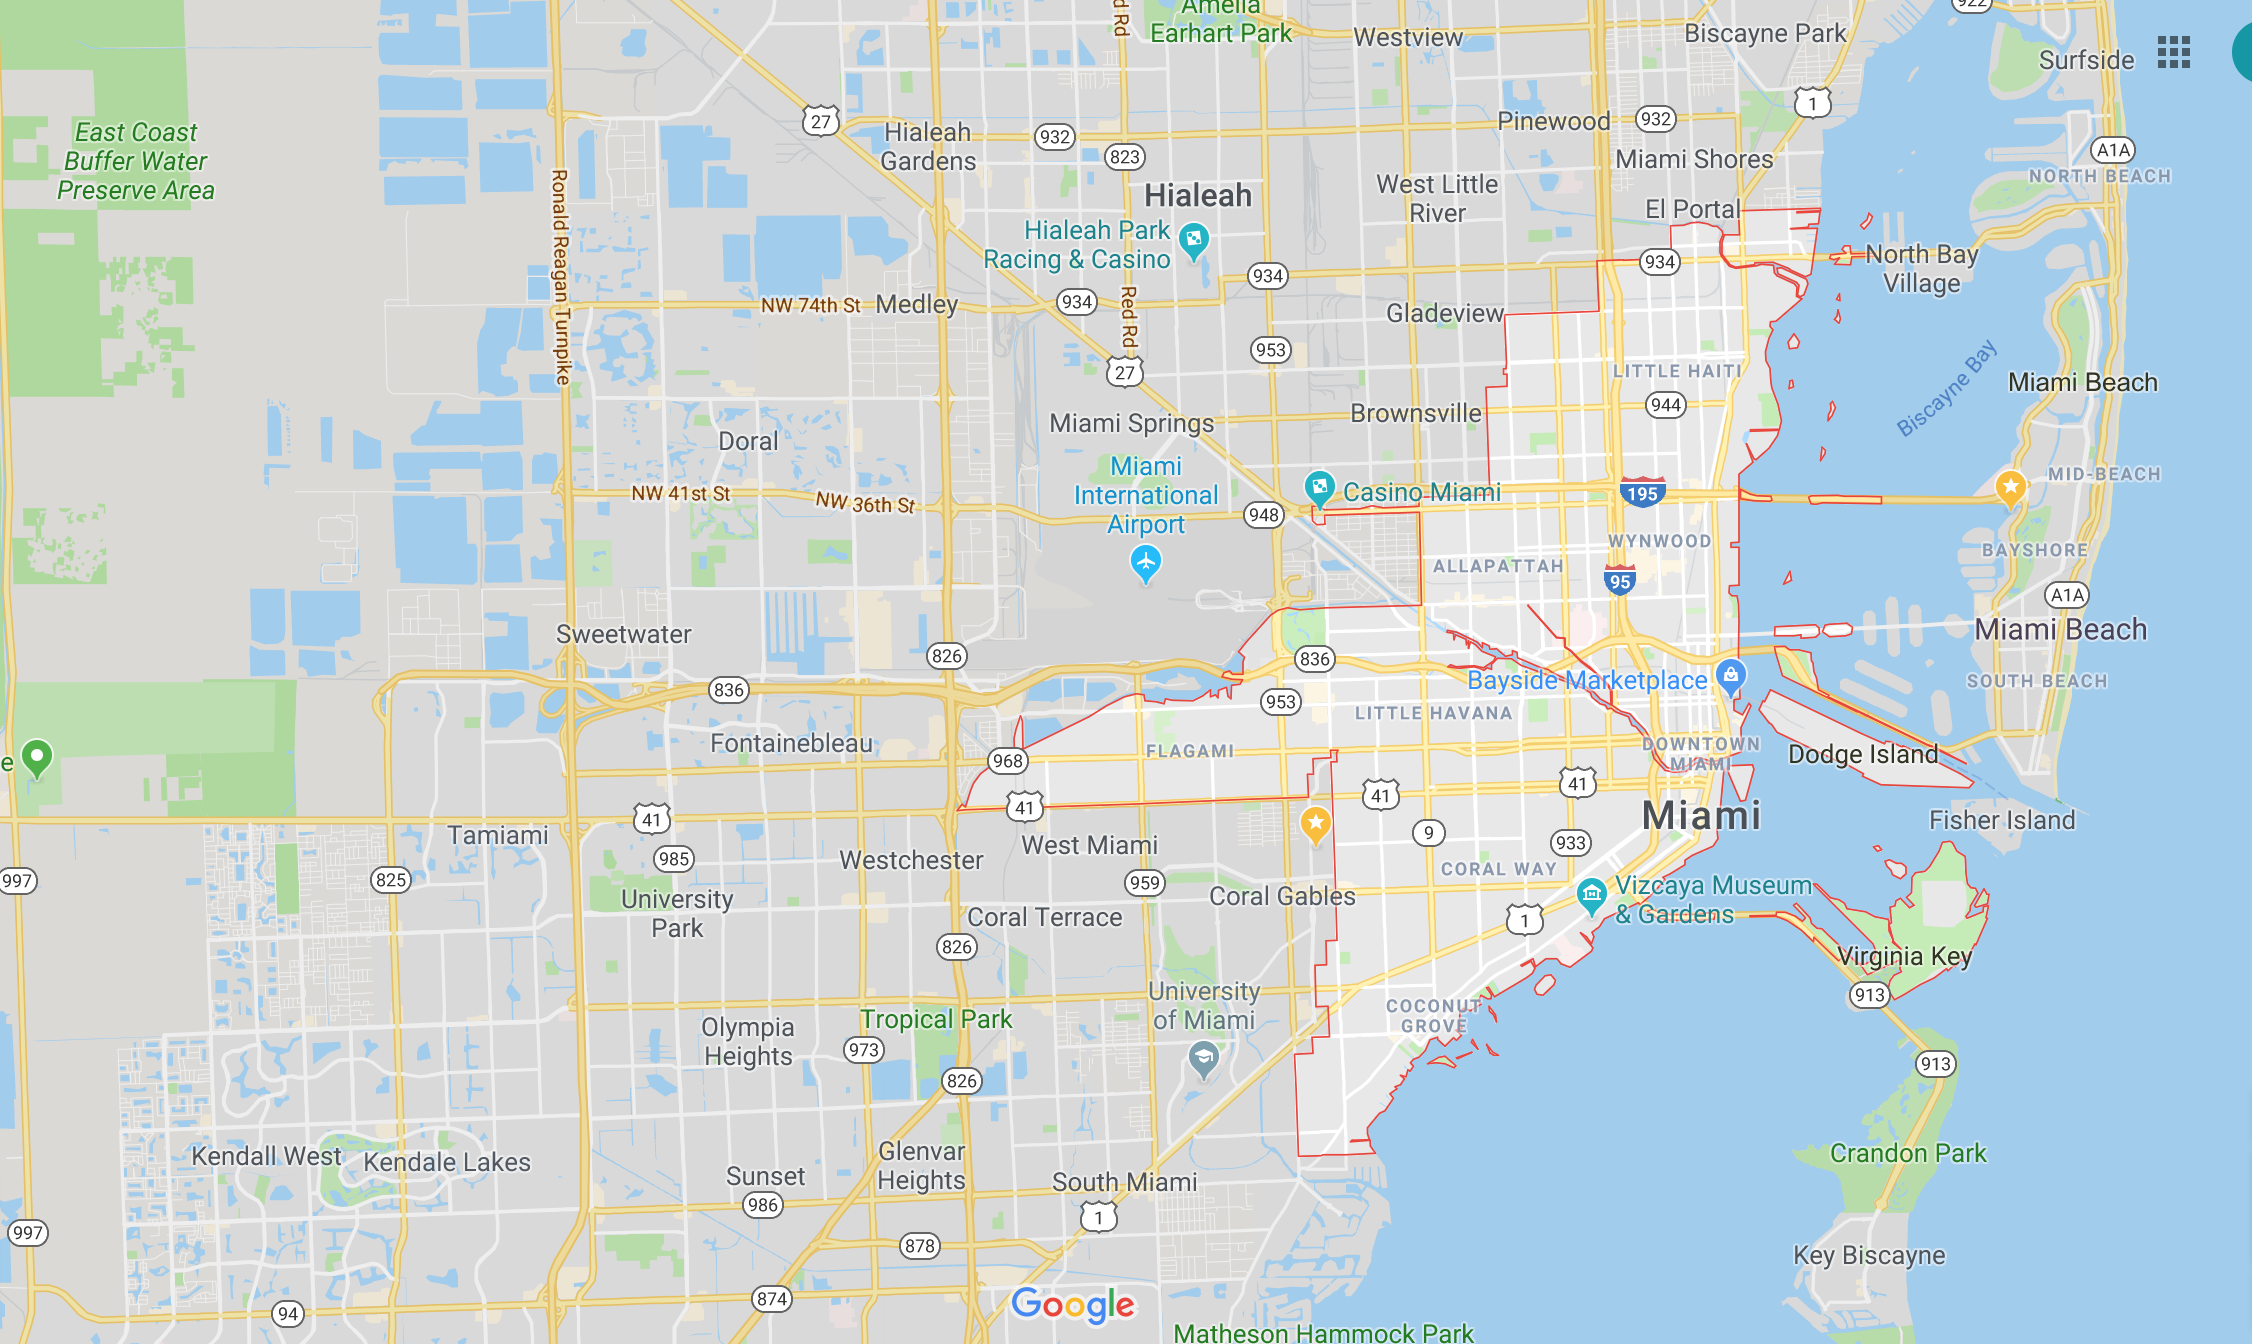 Amelia
Earhart Park
d Rd
Westview
Biscayne Park
922
Surfside
East Coast
Buffer Water
Preserve Area
27
Hialeah
Gardens
932
823
Pinewood
932
1
Miami Shores
A1A
NORTH BEACH
Ronald Reagan Turnpike
Hialeah
West Little
River
El Portal
Hialeah Park
Racing & Casino
934
934
North Bay
Village
NW 74th St
Medley
934
Red Rd
Gladeview
953
27
LITTLE HAITI
944
Biscayne Bay
Miami Beach
Miami Springs
Brownsville
Doral
Miami
International
Airport
NW 41st St
NW 36th St
948
Casino Miami
195
MID-BEACH
WYNWOOD
BAYSHORE
ALLAPATTAH
95
A1A
Sweetwater
826
836
Miami Beach
836
953
Bayside Marketplace
SOUTH BEACH
LITTLE HAVANA
Fontainebleau
968
FLAGAMI
DOWNTOWN
MIAMI
Dodge Island
e
41
41
41
41
Miami
Fisher Island
Tamiami
985
Westchester
West Miami
9
933
997
825
959
CORAL WAY
University
Park
Coral Terrace
Coral Gables
1
Vizcaya Museum
& Gardens
826
Virginia Key
913
University
of Miami
COCONUT
GROVE
Olympia
Heights
Tropical Park
973
826
913
Kendall West
Kendale Lakes
Glenvar
Heights
Crandon Park
Sunset
986
South Miami
1
997
878
Key Biscayne
874
94
Google
Matheson Hammock Park